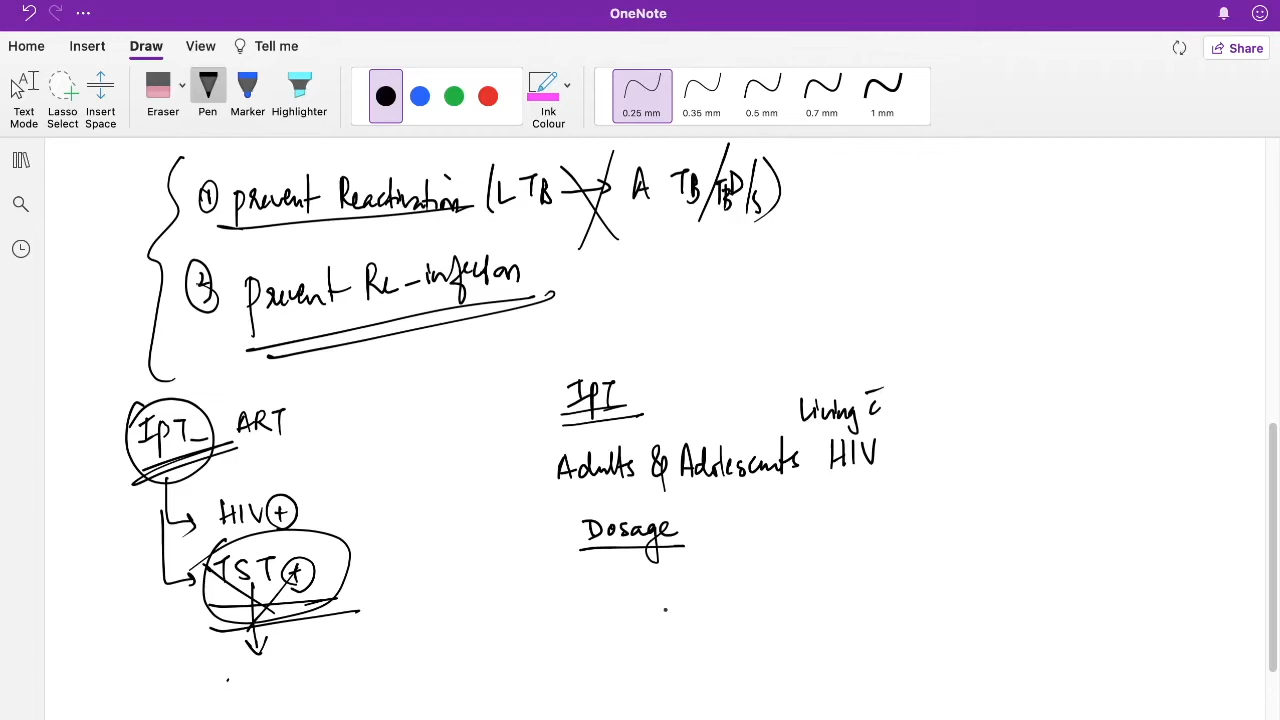 OneNote
Home Insert Draw View Tell me
Share
Text Mode
Lasso Select
Insert Space
Eraser
Pen
Marker
Highlighter
Ink Colour
0.25 mm
0.35 mm
0.5 mm
0.7 mm
1 mm
1 prevent Reactivation (LTB → A TB/TBD/S)
2 prevent Re-infection
IPT ART
HIV +
TST +
IPT
Living c̄
Adults & Adolescants HIV
Dosage